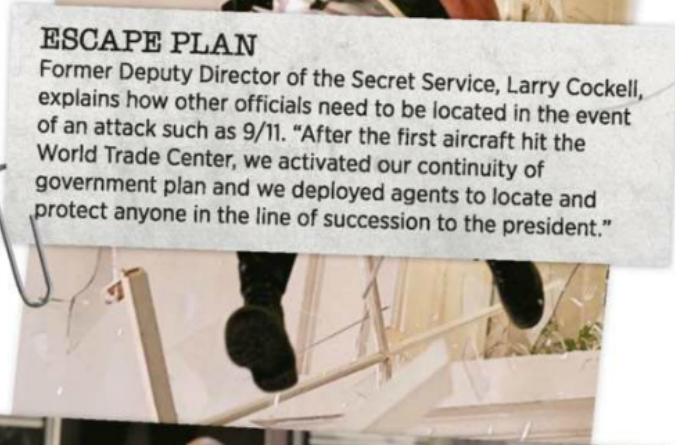 ESCAPE PLAN
Former Deputy Director of the Secret Service, Larry Cockell,
explains how other officials need to be located in the event
of an attack such as 9/11. “After the first aircraft hit the
World Trade Center, we activated our continuity of
government plan and we deployed agents to locate and
protect anyone in the line of succession to the president.”